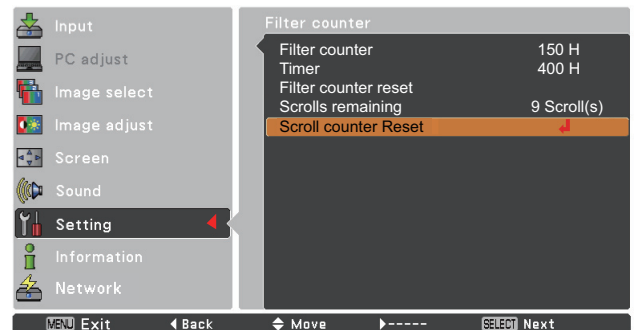 Input
PC adjust
Image select
Image adjust
Screen
Sound
Setting
Information
Network
Filter counter
Filter counter 150 H
Timer 400 H
Filter counter reset
Scrolls remaining 9 Scroll(s)
Scroll counter Reset
MENU Exit Back Move ----- SELECT Next